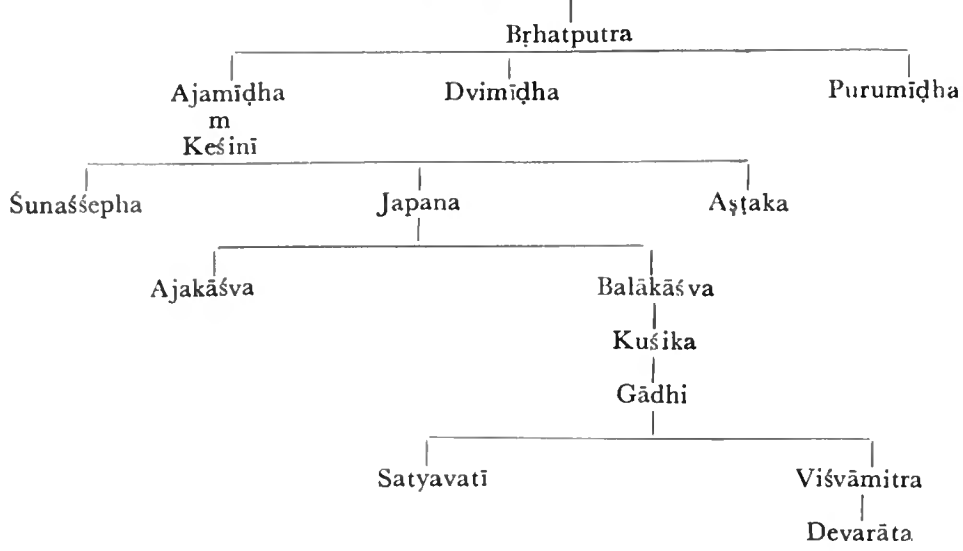 Bṛhatputra
Ajamīḍha Dvimīḍha Purumīḍha
m
Keśinī
Śunaśśepha Japana Aṣṭaka
Ajakāśva Balākāśva
Kuśika
Gādhi
Satyavatī Viśvāmitra
Devarāta